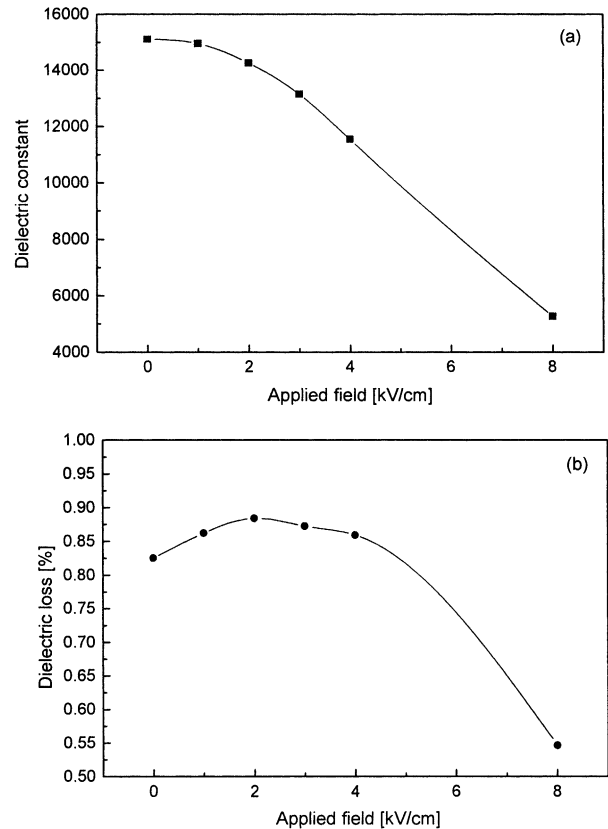 16000
14000
12000
10000
8000
6000
4000
Dielectric constant
(a)
0 2 4 6 8
Applied field [kV/cm]
1.00
0.95
0.90
0.85
0.80
0.75
0.70
0.65
0.60
0.55
0.50
Dielectric loss [%]
(b)
0 2 4 6 8
Applied field [kV/cm]